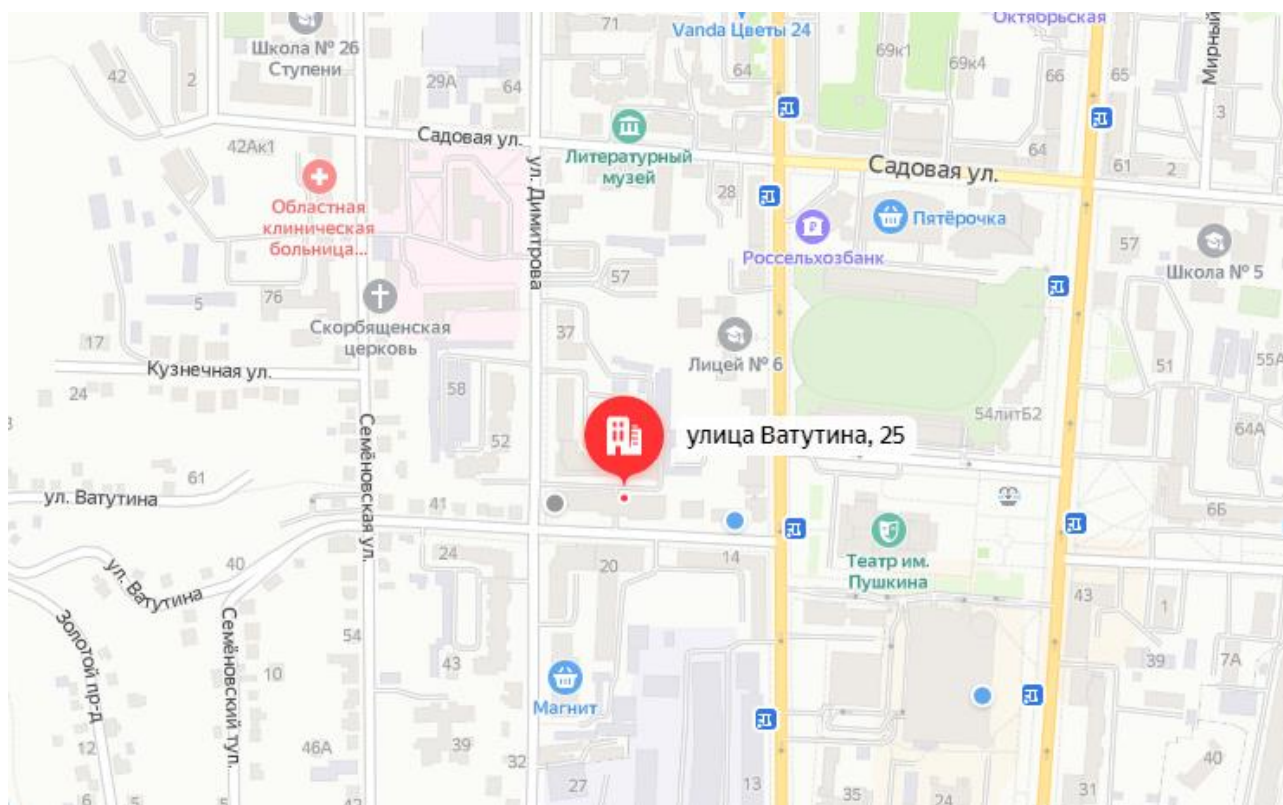 71
Vanda Цветы 24
Октябрьская
Школа № 26
Ступени
69к1
69к4
66
65
Мирный
42
2
29А
64
64
3
Садовая ул.
42Ак1
Литературный
музей
28
Садовая ул.
64
61
2
Областная
клиническая
больница...
ул. Димитрова
Пятёрочка
Россельхозбанк
57
Школа № 5
57
5
76
Скорбященская
церковь
37
17
Кузнечная ул.
Лицей № 6
51
55А
24
58
54литБ2
64А
Семёновская ул.
52
улица Ватутина, 25
61
ул. Ватутина
41
6Б
24
20
14
Театр им.
Пушкина
40
ул. Ватутина
43
1
Золотой пр-д
Семёновский туп.
54
10
43
39
7А
Магнит
12
46А
39
32
40
6
5
42
27
13
35
24
31